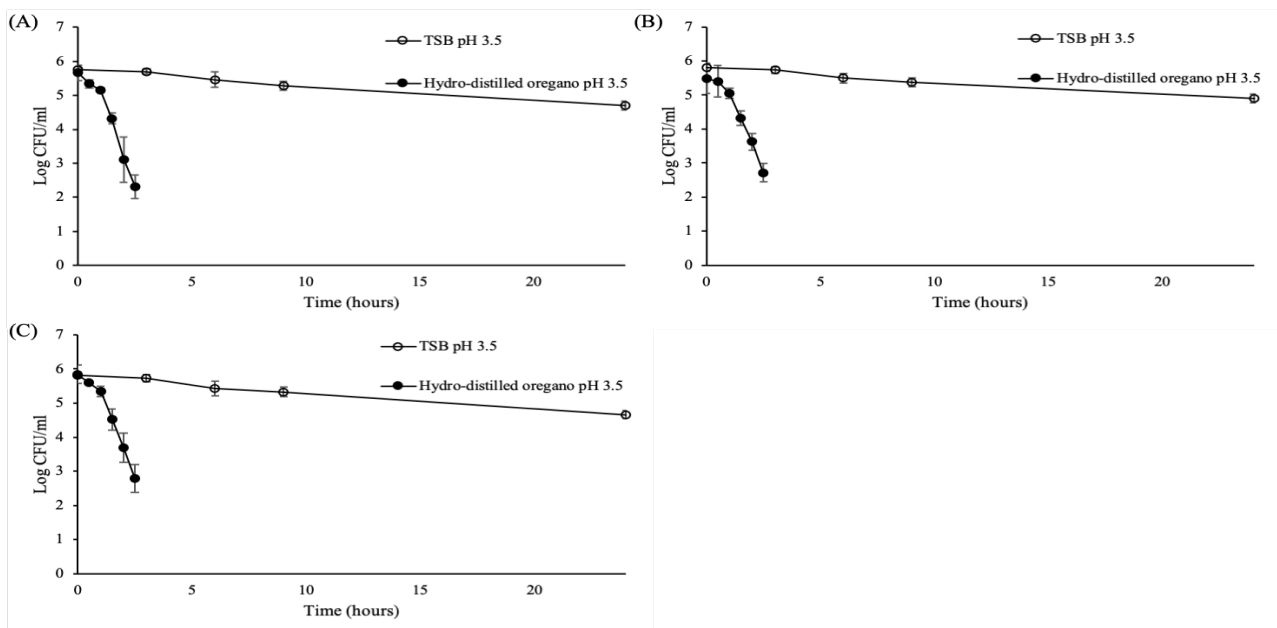 (A)
7
6
5
4
3
2
1
0
Log CFU/ml
0 5 10 15 20
Time (hours)
TSB pH 3.5
Hydro-distilled oregano pH 3.5
(B)
7
6
5
4
3
2
1
0
Log CFU/ml
0 5 10 15 20
Time (hours)
TSB pH 3.5
Hydro-distilled oregano pH 3.5
(C)
7
6
5
4
3
2
1
0
Log CFU/ml
0 5 10 15 20
Time (hours)
TSB pH 3.5
Hydro-distilled oregano pH 3.5